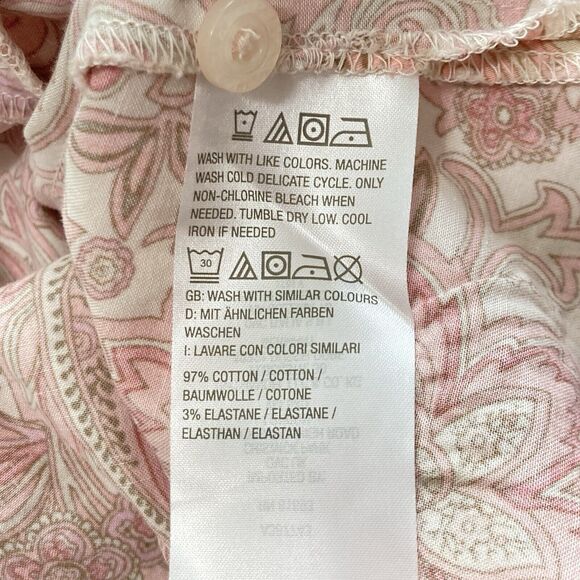 WASH WITH LIKE COLORS. MACHINE
WASH COLD DELICATE CYCLE. ONLY
NON-CHLORINE BLEACH WHEN
NEEDED. TUMBLE DRY LOW. COOL
IRON IF NEEDED
30
GB: WASH WITH SIMILAR COLOURS
D: MIT ÄHNLICHEN FARBEN
WASCHEN
I: LAVARE CON COLORI SIMILARI
97% COTTON / COTTON /
BAUMWOLLE / COTONE
3% ELASTANE / ELASTANE /
ELASTHAN / ELASTAN